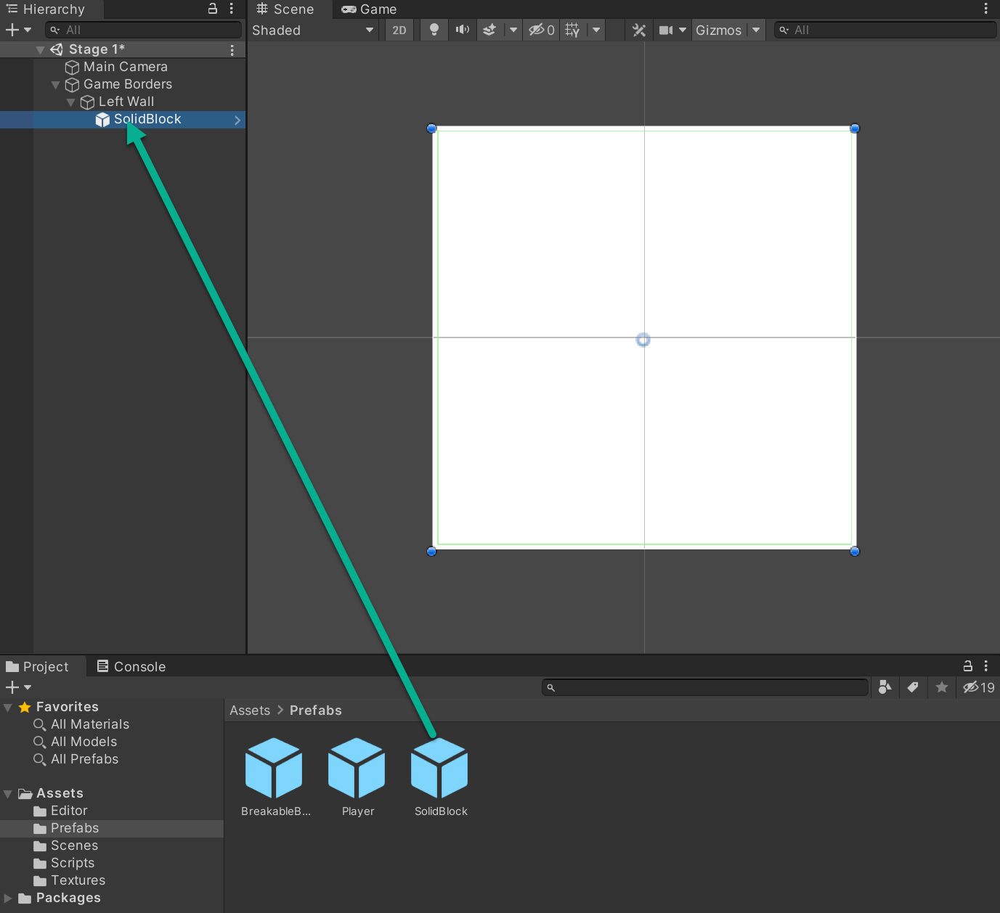 Hierarchy
All
Stage 1*
Main Camera
Game Borders
Left Wall
SolidBlock
Scene Game
Shaded 2D 0 Gizmos All
Project Console
19
Favorites
All Materials
All Models
All Prefabs
Assets
Editor
Prefabs
Scenes
Scripts
Textures
Packages
Assets > Prefabs
BreakableB... Player SolidBlock